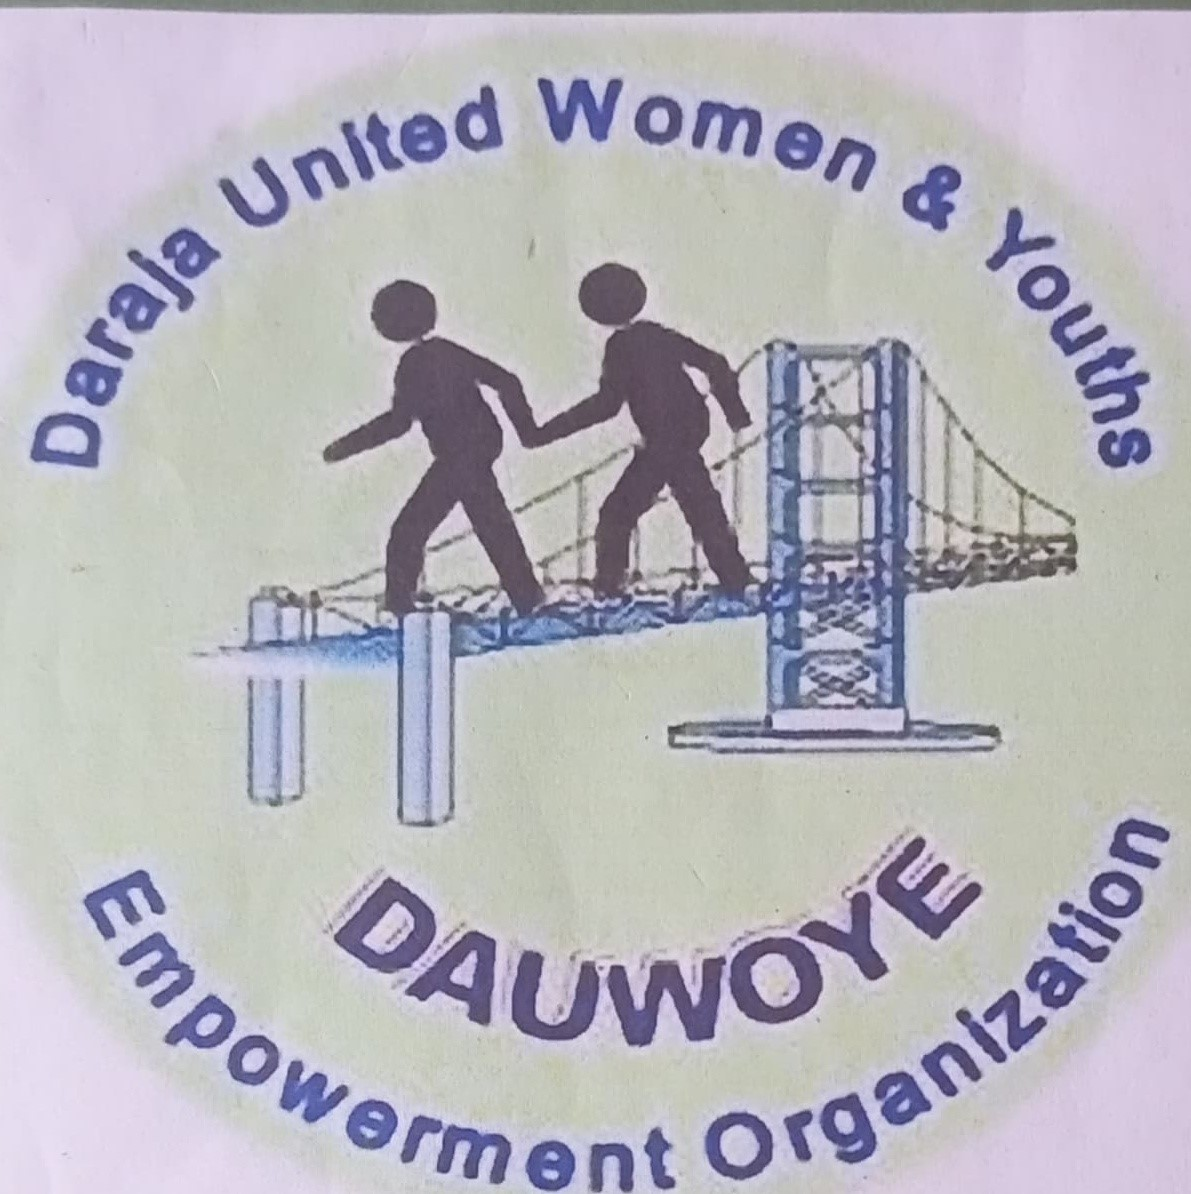 Daraja United Women & Youths
DAUWOYE
Empowerment Organization